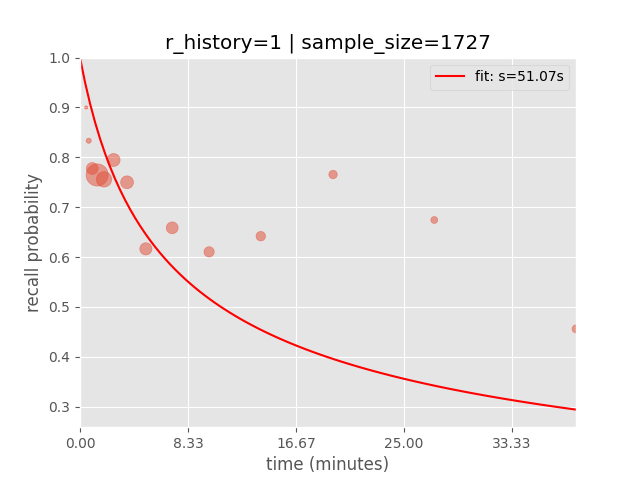 r_history=1 | sample_size=1727
fit: s=51.07s
recall probability
1.0
0.9
0.8
0.7
0.6
0.5
0.4
0.3
0.00 8.33 16.67 25.00 33.33
time (minutes)